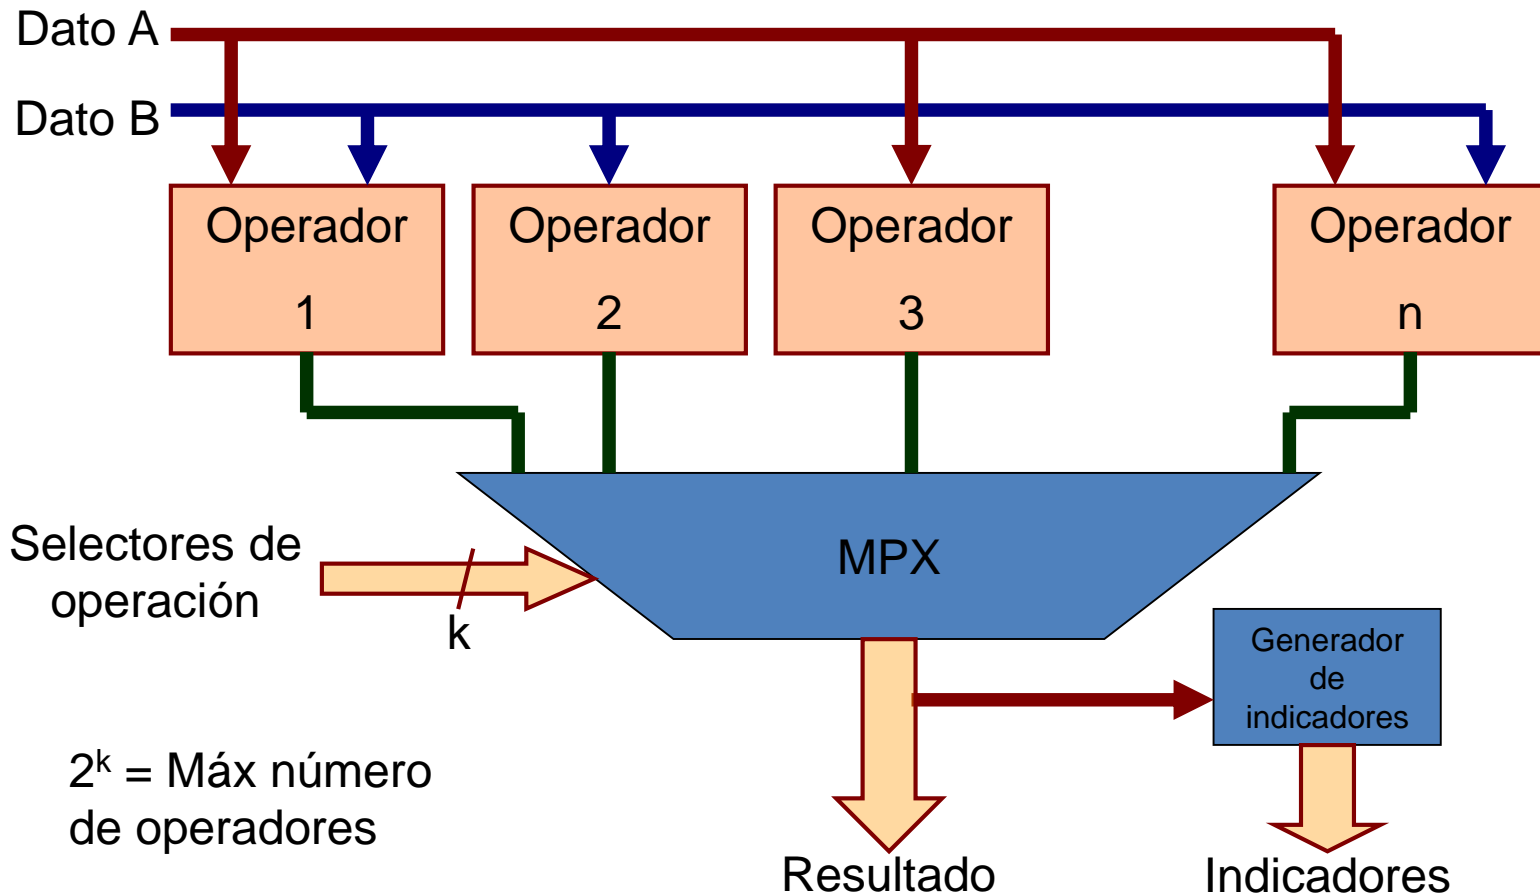 Dato A
Dato B
Operador
1
Operador
2
Operador
3
Operador
n
Selectores de
operación
k
MPX
Generador
de
indicadores
2ᵏ = Máx número
de operadores
Resultado
Indicadores